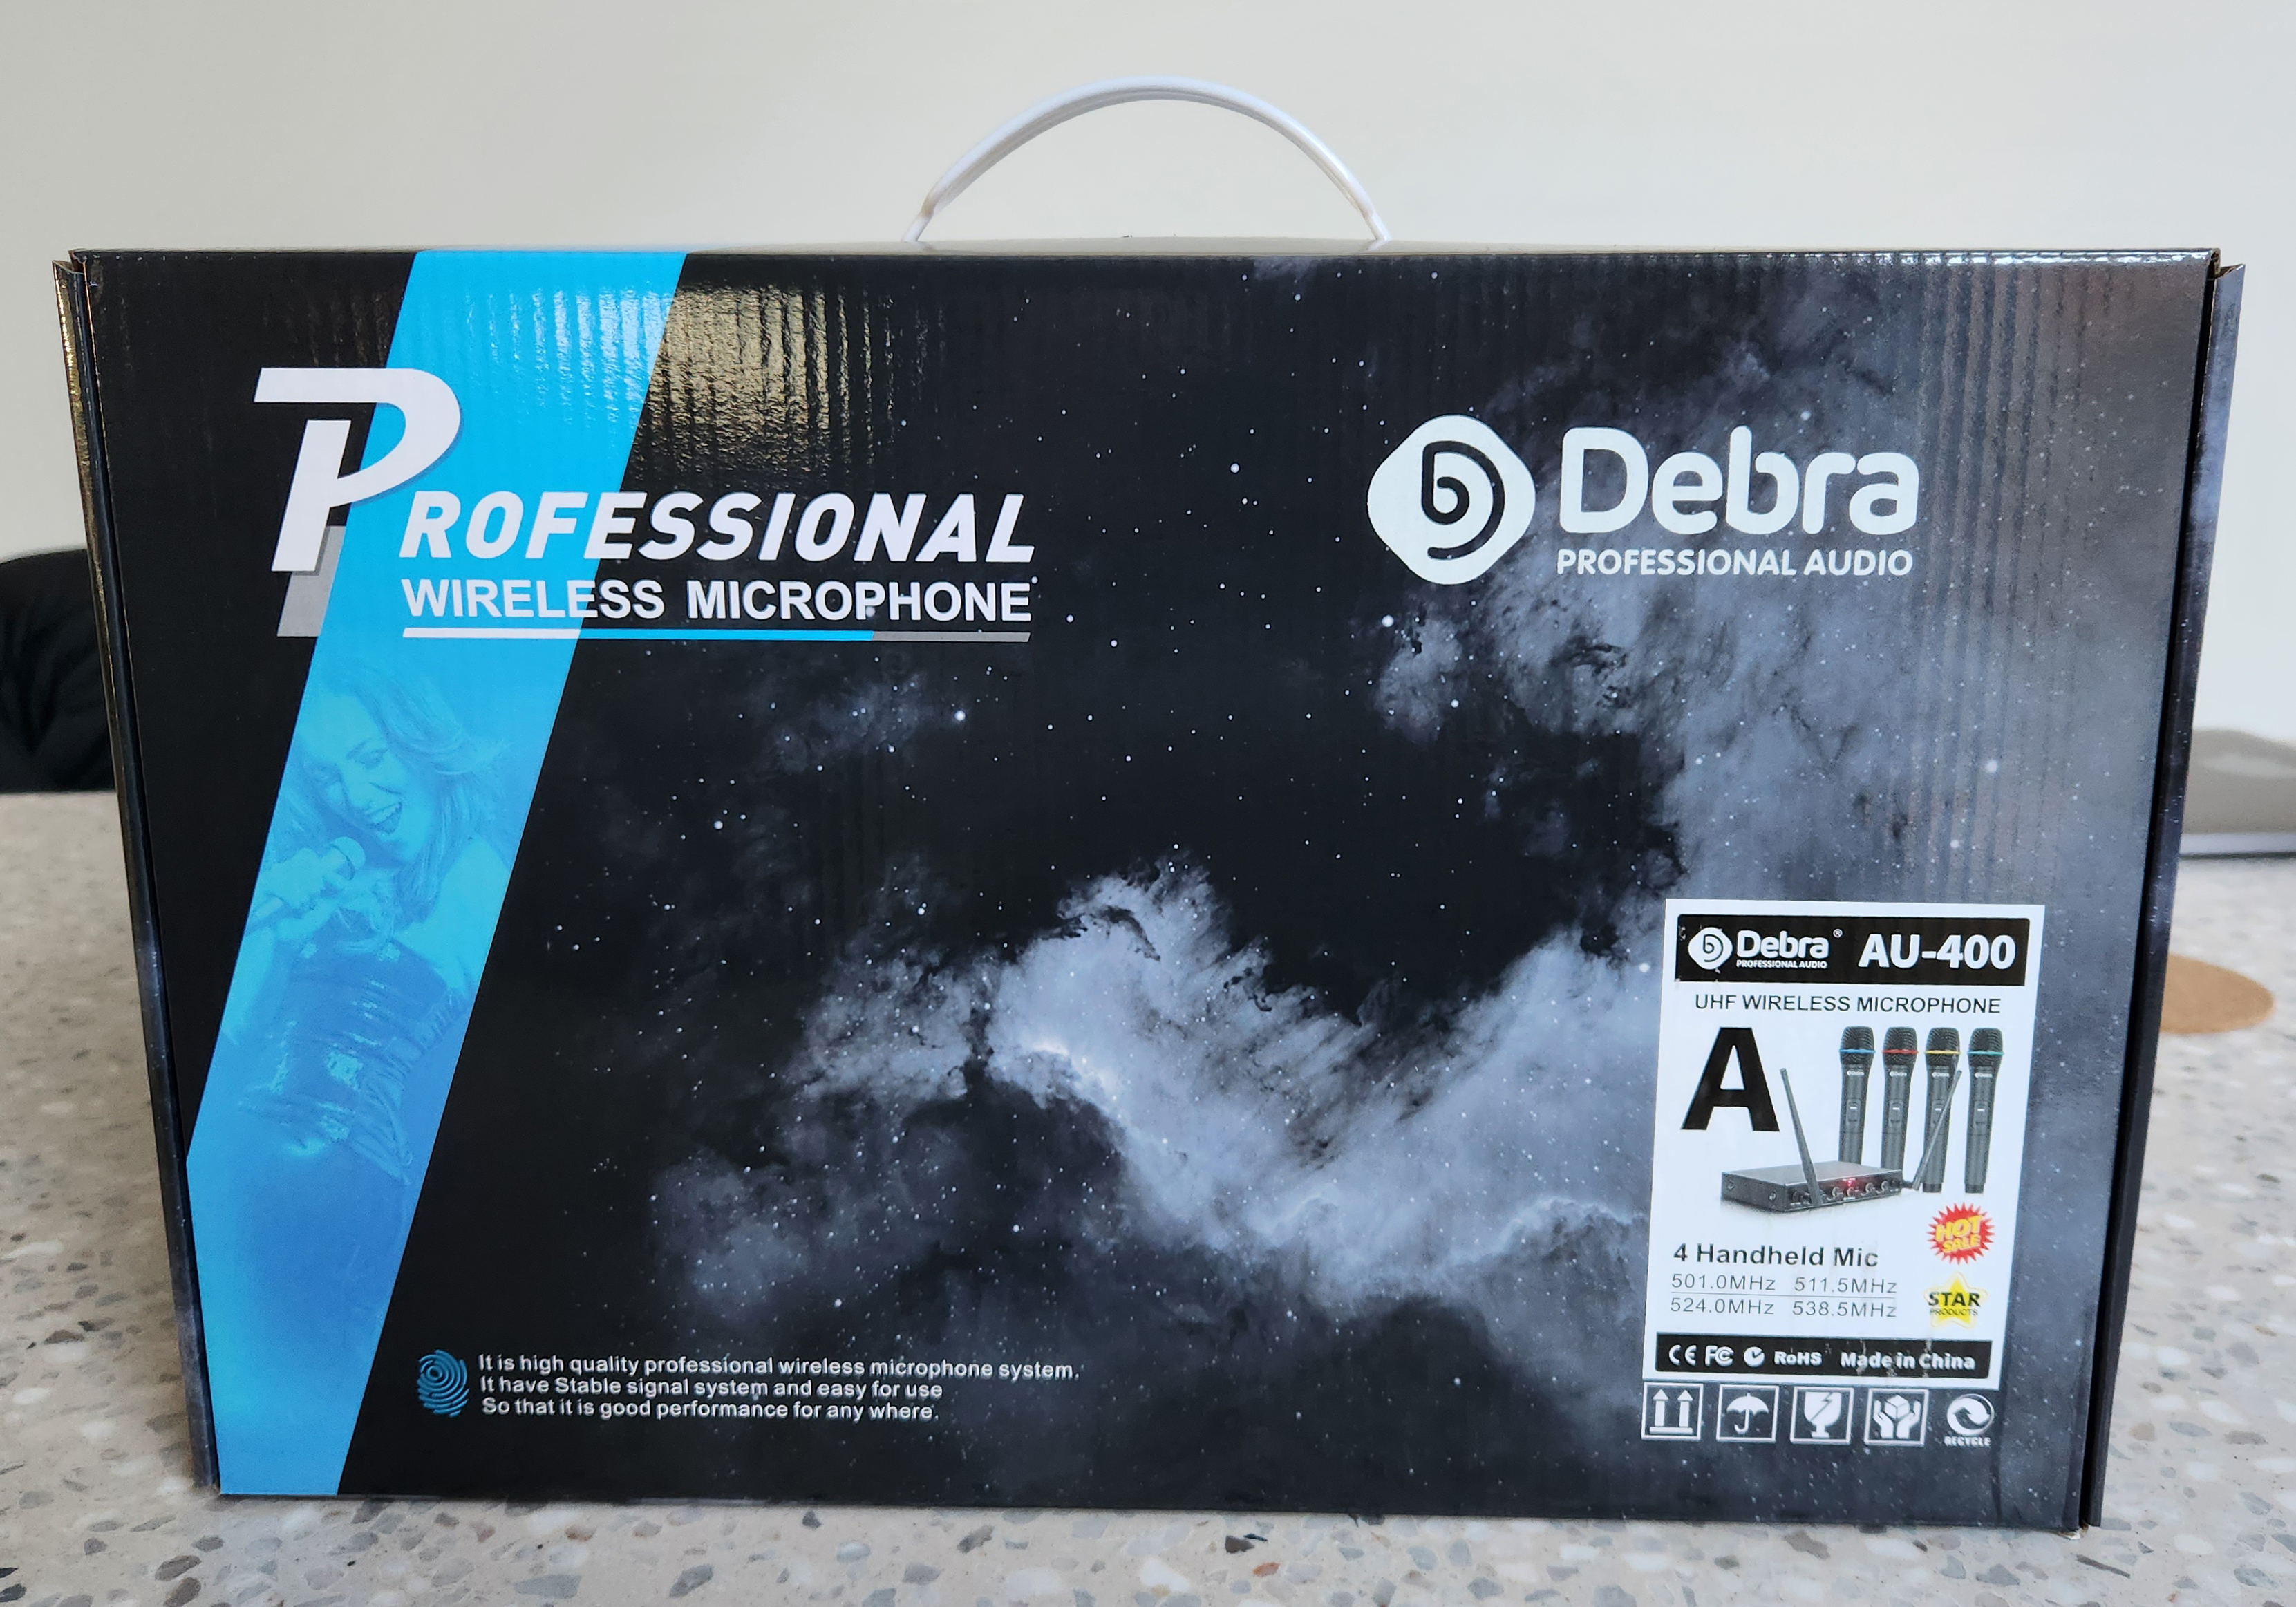 PROFESSIONAL
WIRELESS MICROPHONE
Debra
PROFESSIONAL AUDIO
Debra® AU-400
PROFESSIONAL AUDIO
UHF WIRELESS MICROPHONE
A
HOT
SALE
4 Handheld Mic
501.0MHz 511.5MHz
524.0MHz 538.5MHz
STAR
PRODUCTS
CE FC RoHS Made in China
RECYCLE
It is high quality professional wireless microphone system.
It have Stable signal system and easy for use
So that it is good performance for any where.